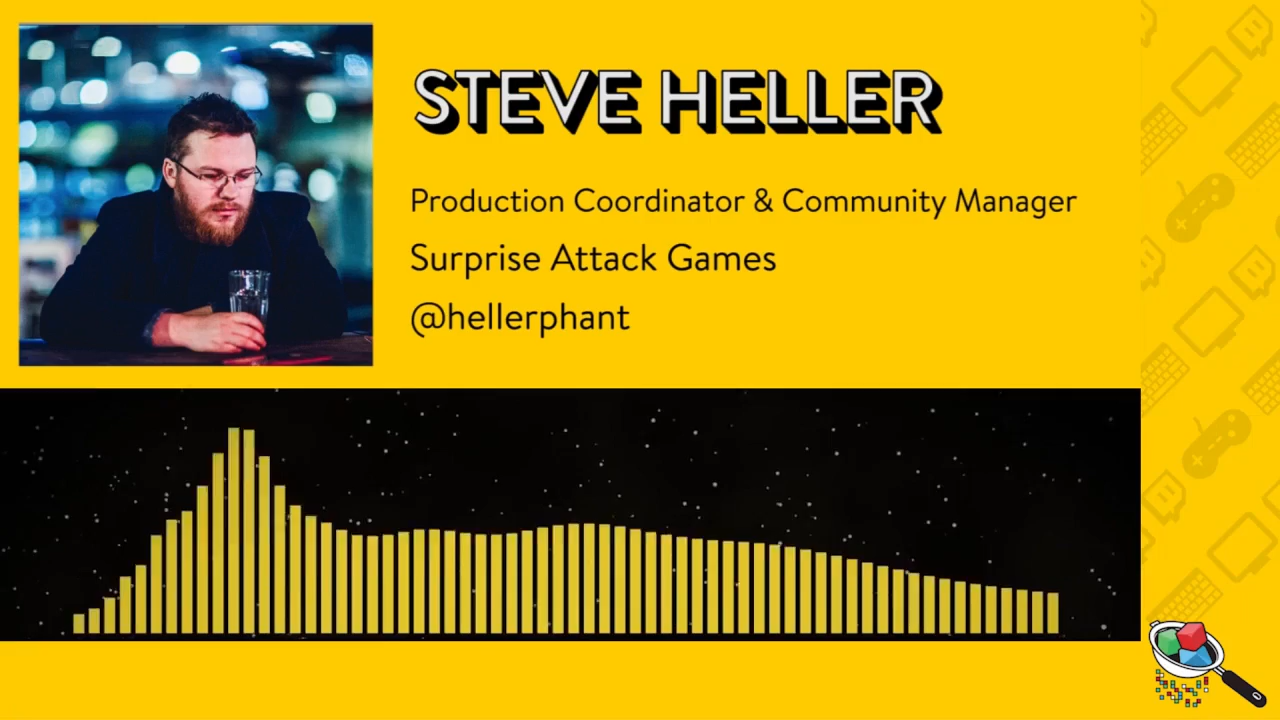 STEVE HELLER
Production Coordinator & Community Manager
Surprise Attack Games
@hellerphant